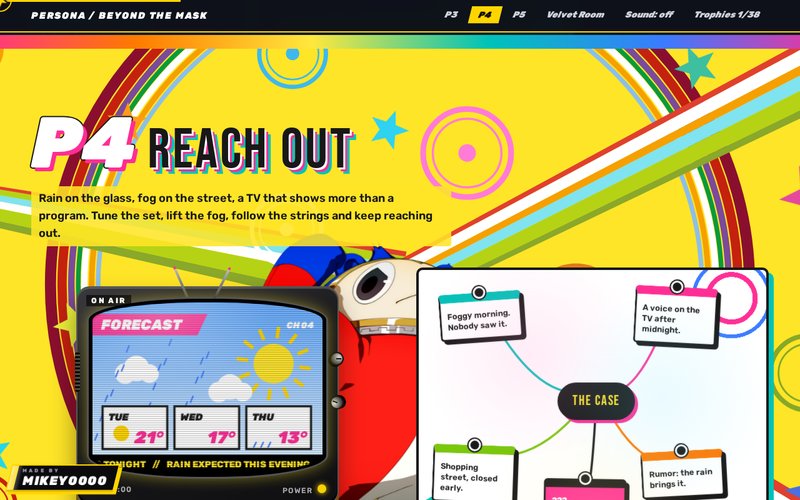 PERSONA / BEYOND THE MASK
P3 P4 P5 Velvet Room Sound: off Trophies 1/38
P4 REACH OUT
Rain on the glass, fog on the street, a TV that shows more than a
program. Tune the set, lift the fog, follow the strings and keep reaching
out.
ON AIR
FORECAST
CH 04
TUE
21°
WED
17°
THU
13°
TONIGHT // RAIN EXPECTED THIS EVENING
:00
POWER
Foggy morning.
Nobody saw it.
A voice on the
TV after
midnight.
THE CASE
Shopping
street, closed
early.
Rumor: the rain
brings it.
???
MADE BY
MIKEY0000